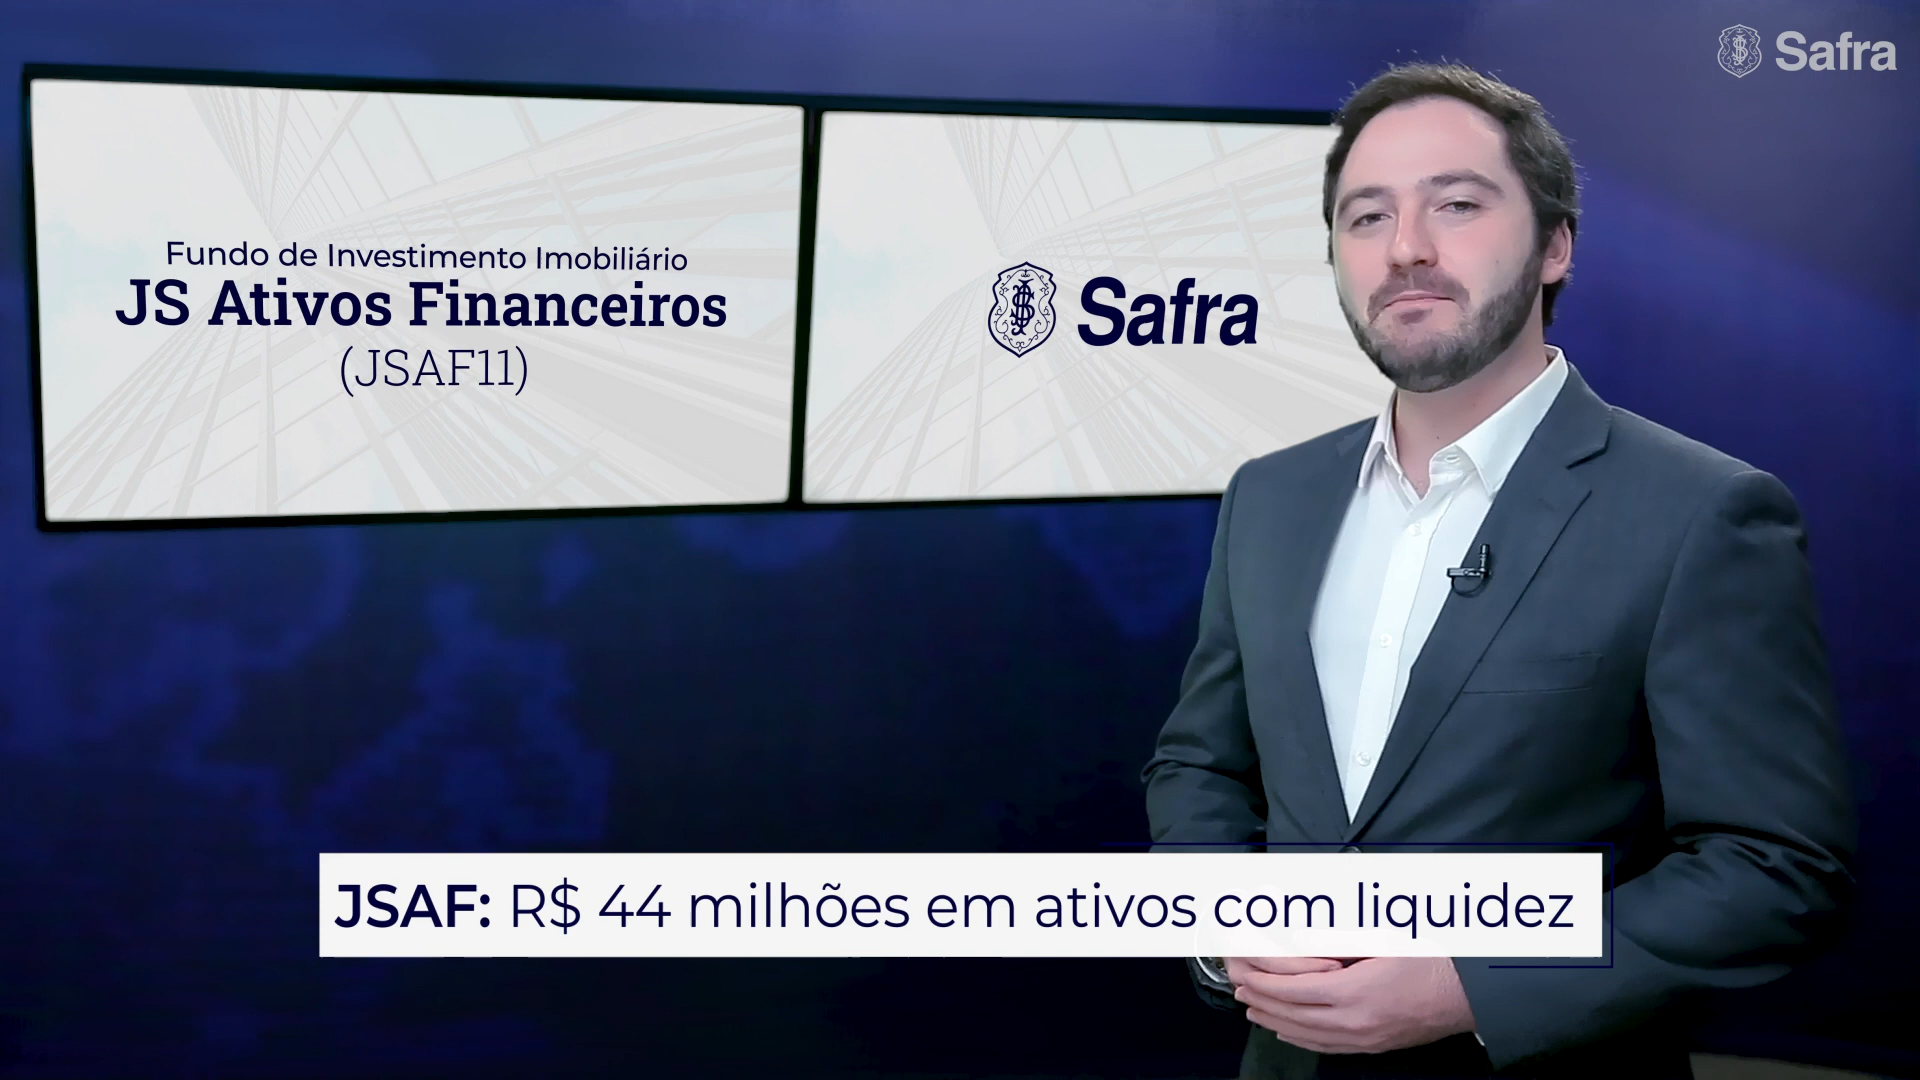 Safra
Fundo de Investimento Imobiliário
JS Ativos Financeiros
(JSAF11)
Safra
JSAF: R$ 44 milhões em ativos com liquidez